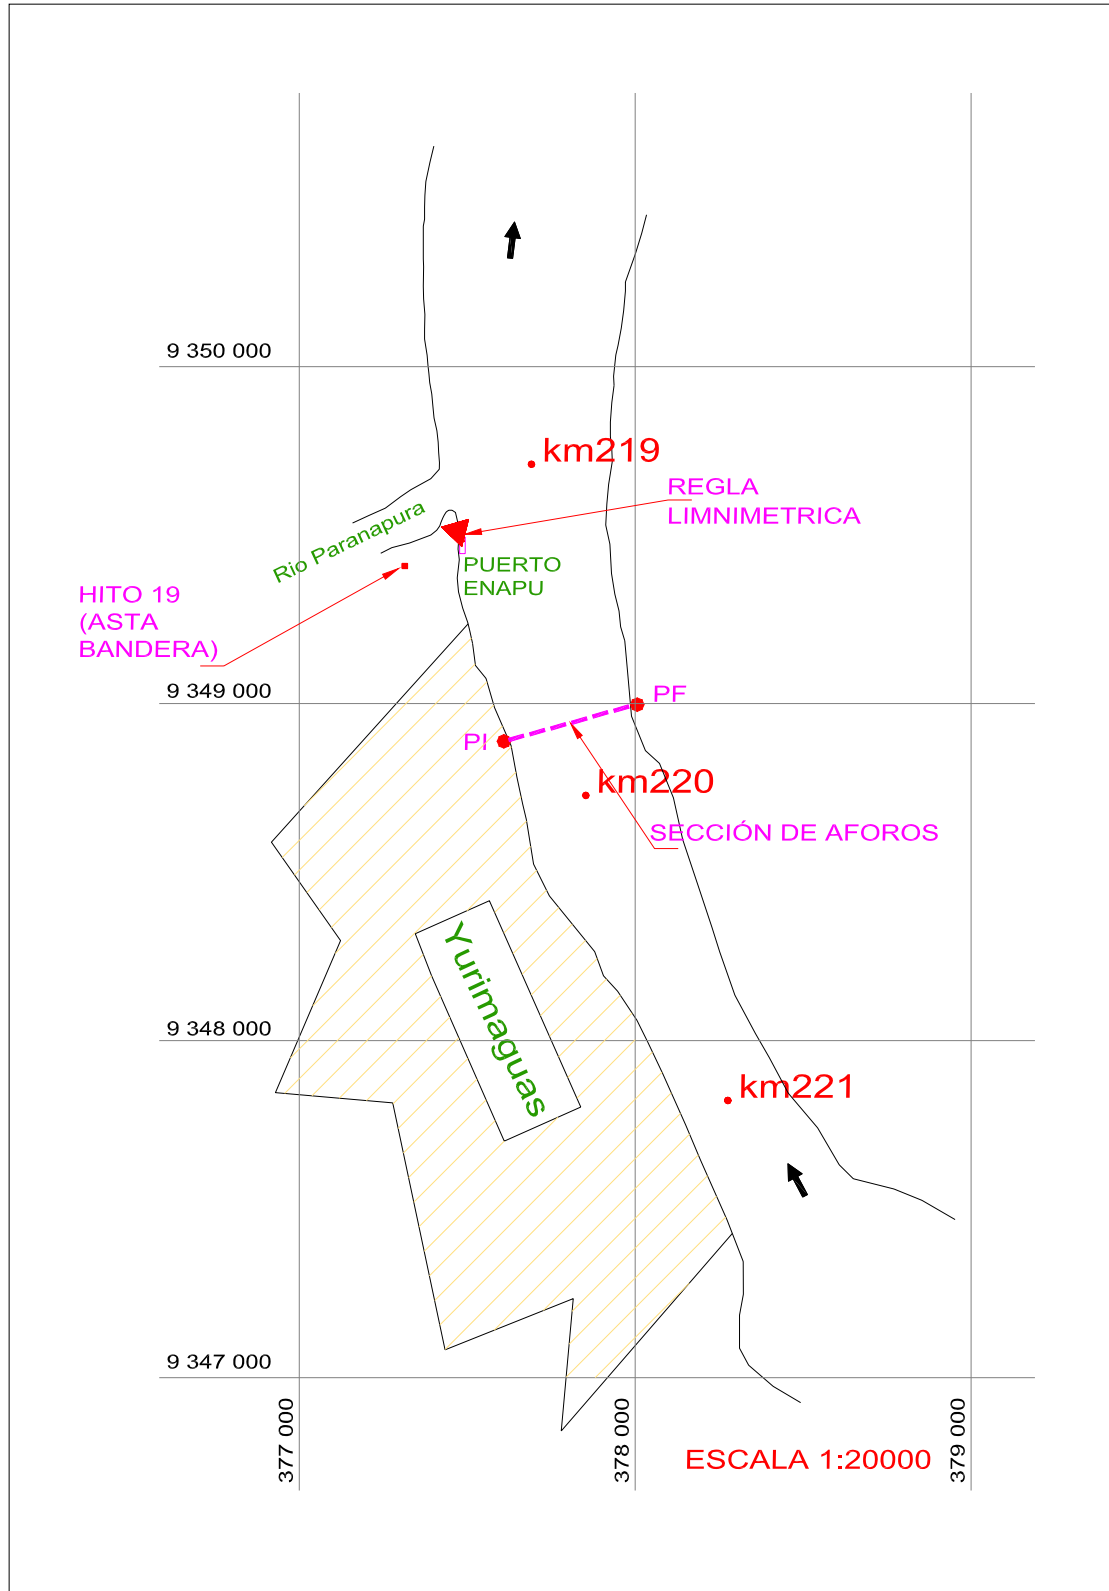 9 350 000
km219
REGLA
LIMNIMETRICA
Rio Paranapura
PUERTO
ENAPU
HITO 19
(ASTA
BANDERA)
9 349 000
PF
PI
km220
SECCIÓN DE AFOROS
Yurimaguas
9 348 000
km221
9 347 000
377 000
378 000
379 000
ESCALA 1:20000